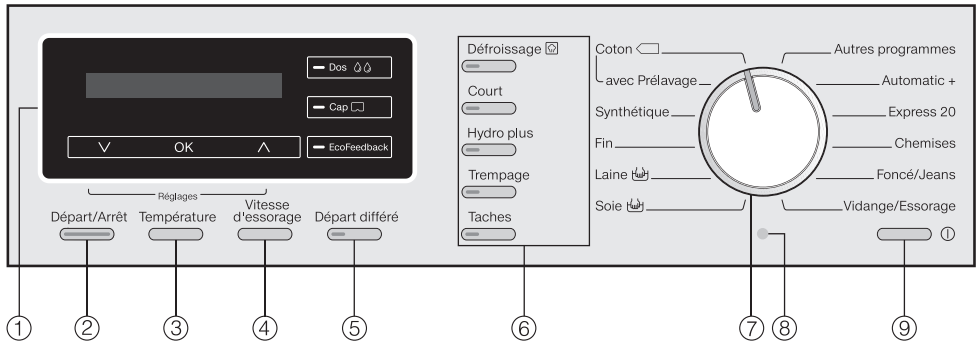 Dos
Cap
EcoFeedback
OK
Réglages
Départ/Arrêt
Température
Vitesse
d'essorage
Départ différé
Défroissage
Court
Hydro plus
Trempage
Taches
Coton
avec Prélavage
Synthétique
Fin
Laine
Soie
Autres programmes
Automatic +
Express 20
Chemises
Foncé/Jeans
Vidange/Essorage
1
2
3
4
5
6
7
8
9